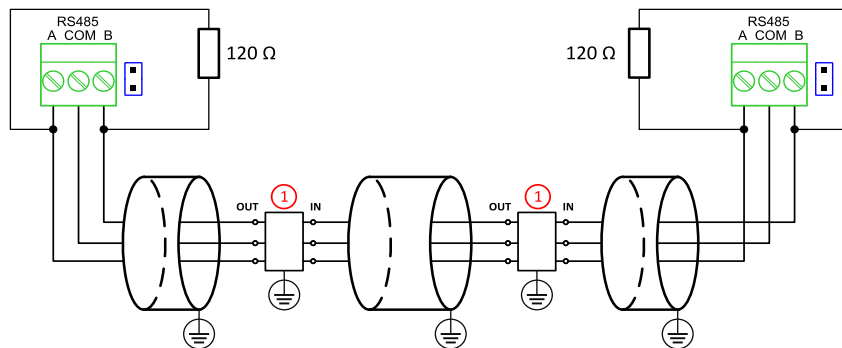 RS485
A COM B
120 Ω
120 Ω
RS485
A COM B
OUT 1 IN
OUT 1 IN